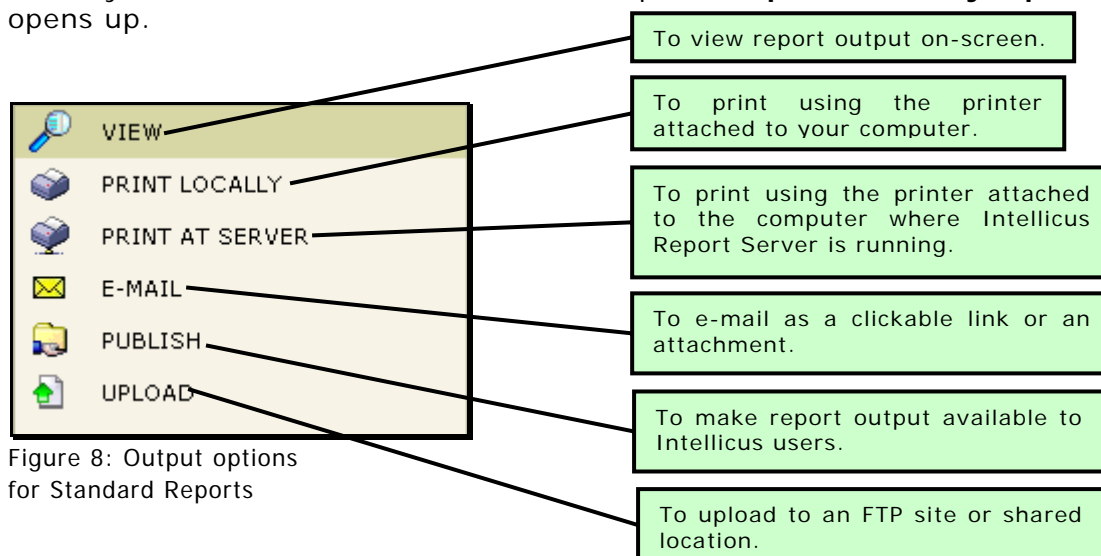 opens up.
To view report output on-screen.
VIEW
To print using the printer
attached to your computer.
PRINT LOCALLY
To print using the printer attached
to the computer where Intellicus
Report Server is running.
PRINT AT SERVER
E-MAIL
To e-mail as a clickable link or an
attachment.
PUBLISH
UPLOAD
To make report output available to
Intellicus users.
Figure 8: Output options
for Standard Reports
To upload to an FTP site or shared
location.